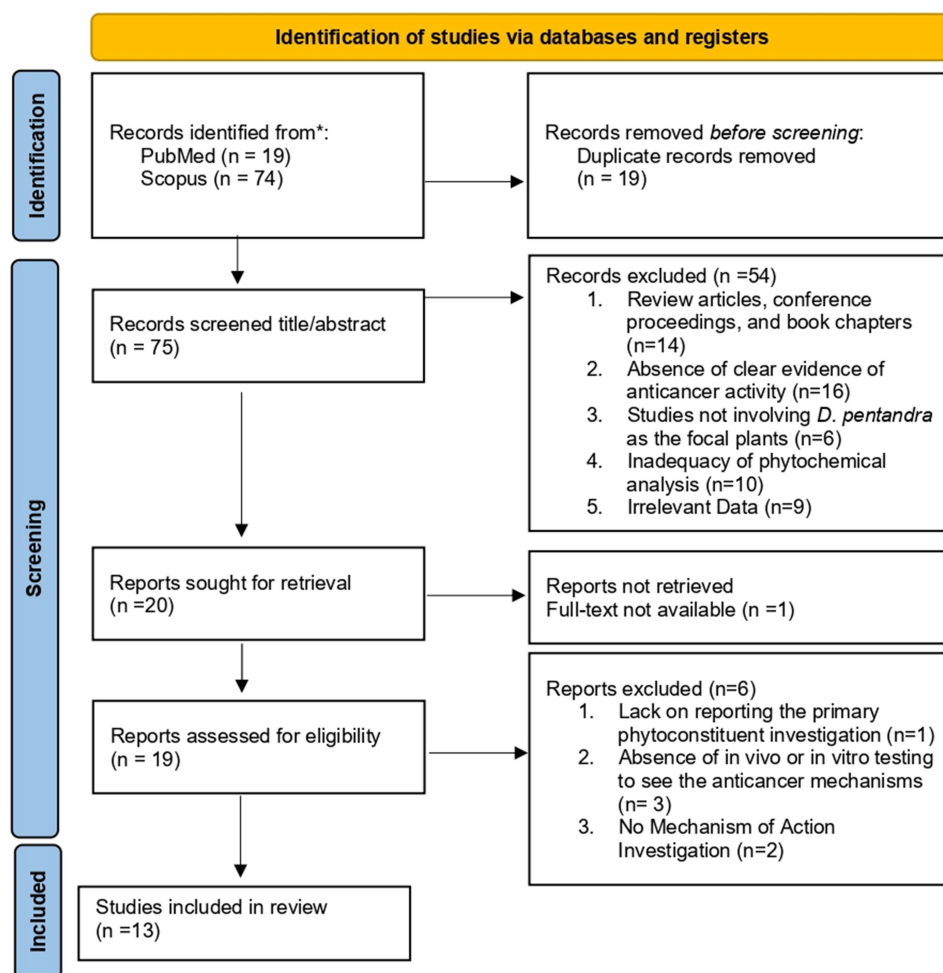 Identification of studies via databases and registers
Identification
Records identified from*:
PubMed (n = 19)
Scopus (n = 74)
Records removed before screening:
Duplicate records removed
(n = 19)
Screening
Records screened title/abstract
(n = 75)
Records excluded (n =54)
1. Review articles, conference
proceedings, and book chapters
(n=14)
2. Absence of clear evidence of
anticancer activity (n=16)
3. Studies not involving D. pentandra
as the focal plants (n=6)
4. Inadequacy of phytochemical
analysis (n=10)
5. Irrelevant Data (n=9)
Reports sought for retrieval
(n =20)
Reports not retrieved
Full-text not available (n =1)
Reports assessed for eligibility
(n = 19)
Reports excluded (n=6)
1. Lack on reporting the primary
phytoconstituent investigation (n=1)
2. Absence of in vivo or in vitro testing
to see the anticancer mechanisms
(n= 3)
3. No Mechanism of Action
Investigation (n=2)
Included
Studies included in review
(n =13)